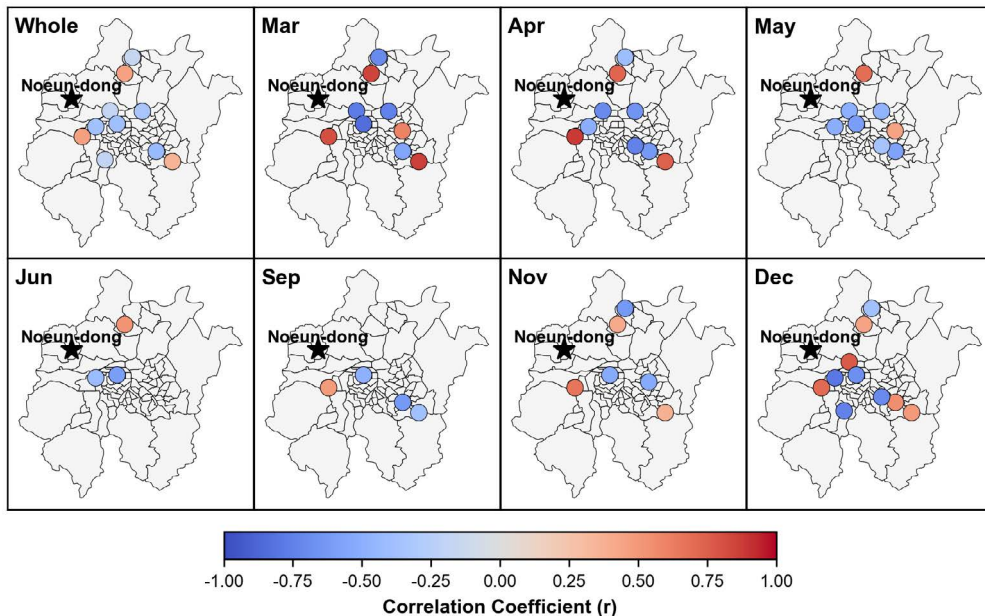 Whole
Mar
Apr
May
Noeun-dong
Noeun-dong
Noeun-dong
Noeun-dong
Jun
Sep
Nov
Dec
Noeun-dong
Noeun-dong
Noeun-dong
Noeun-dong
-1.00 -0.75 -0.50 -0.25 0.00 0.25 0.50 0.75 1.00
Correlation Coefficient (r)